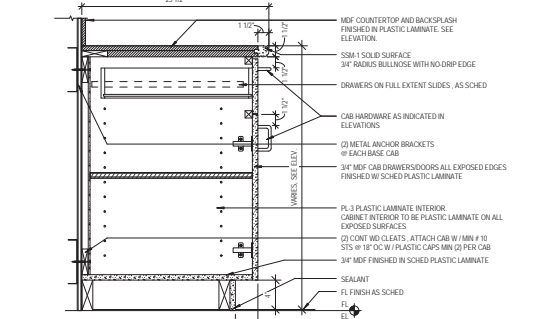 1 1/2"
1 1/2"
1 1/2"
1 1/2"
VARIES, SEE ELEV
4"
MDF COUNTERTOP AND BACKSPLASH
FINISHED IN PLASTIC LAMINATE. SEE
ELEVATION.
SSM-1 SOLID SURFACE
3/4" RADIUS BULLNOSE WITH NO-DRIP EDGE
DRAWERS ON FULL EXTENT SLIDES , AS SCHED
CAB HARDWARE AS INDICATED IN
ELEVATIONS
(2) METAL ANCHOR BRACKETS
@ EACH BASE CAB
3/4" MDF CAB DRAWERS/DOORS ALL EXPOSED EDGES
FINISHED W/ SCHED PLASTIC LAMINATE
PL-3 PLASTIC LAMINATE INTERIOR.
CABINET INTERIOR TO BE PLASTIC LAMINATE ON ALL
EXPOSED SURFACES
(2) CONT WD CLEATS , ATTACH CAB W / MIN # 10
STS @ 18" OC W / PLASTIC CAPS MIN (2) PER CAB
3/4" MDF FINISHED IN SCHED PLASTIC LAMINATE
SEALANT
FL FINISH AS SCHED
FL
EL